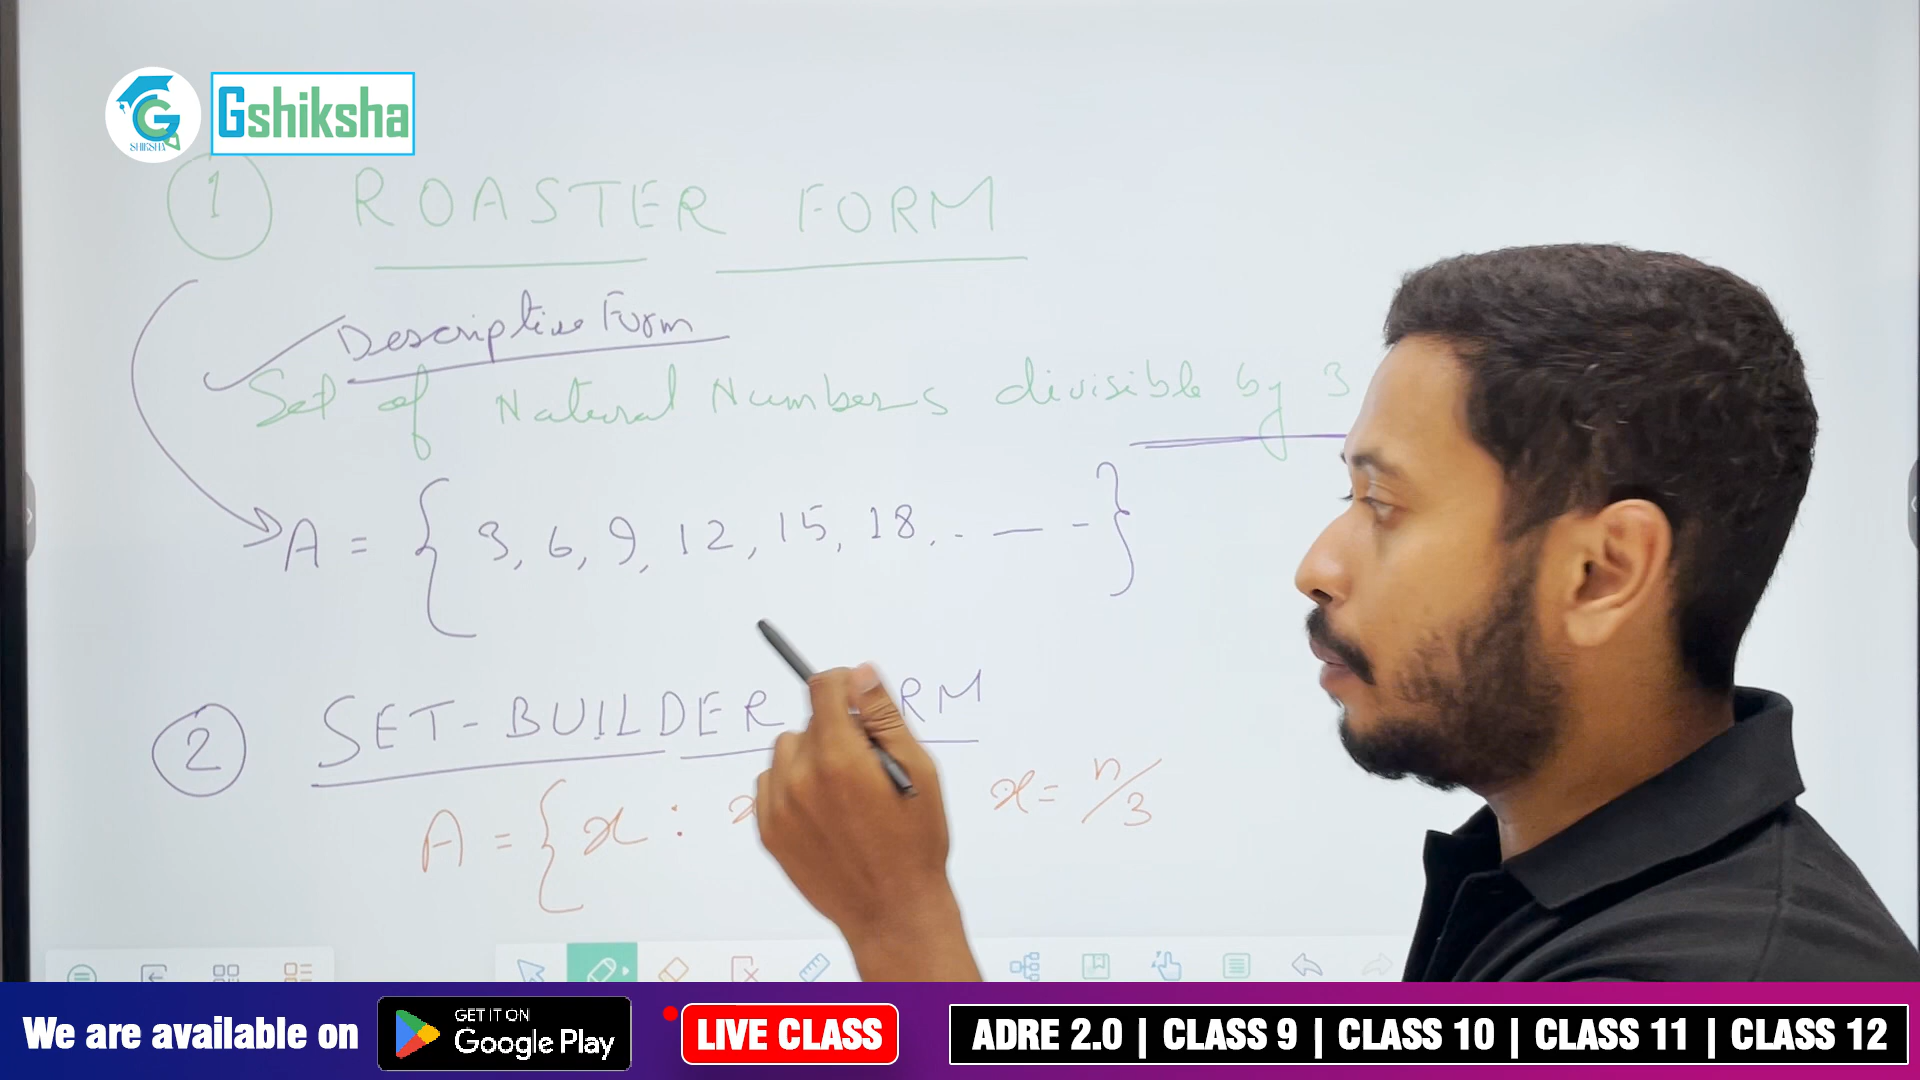 SHIKSHA
Gshiksha
1 ROASTER FORM
Descriptive Form
Set of Natural Numbers divisible by 3
A = { 3, 6, 9, 12, 15, 18, . — - }
2 SET-BUILDER FORM
A = { x : x x = n/3
We are available on
GET IT ON
Google Play
LIVE CLASS
ADRE 2.0 | CLASS 9 | CLASS 10 | CLASS 11 | CLASS 12